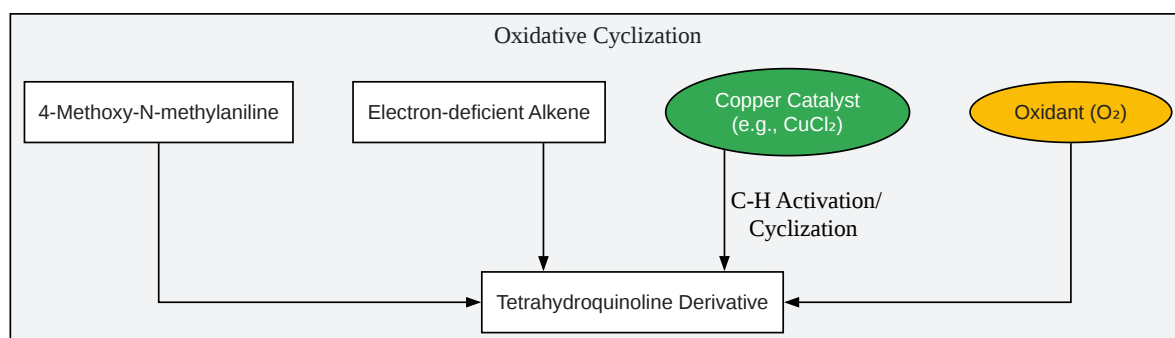 Oxidative Cyclization
4-Methoxy-N-methylaniline
Electron-deficient Alkene
Copper Catalyst
(e.g., CuCl₂)
Oxidant (O₂)
C-H Activation/
Cyclization
Tetrahydroquinoline Derivative